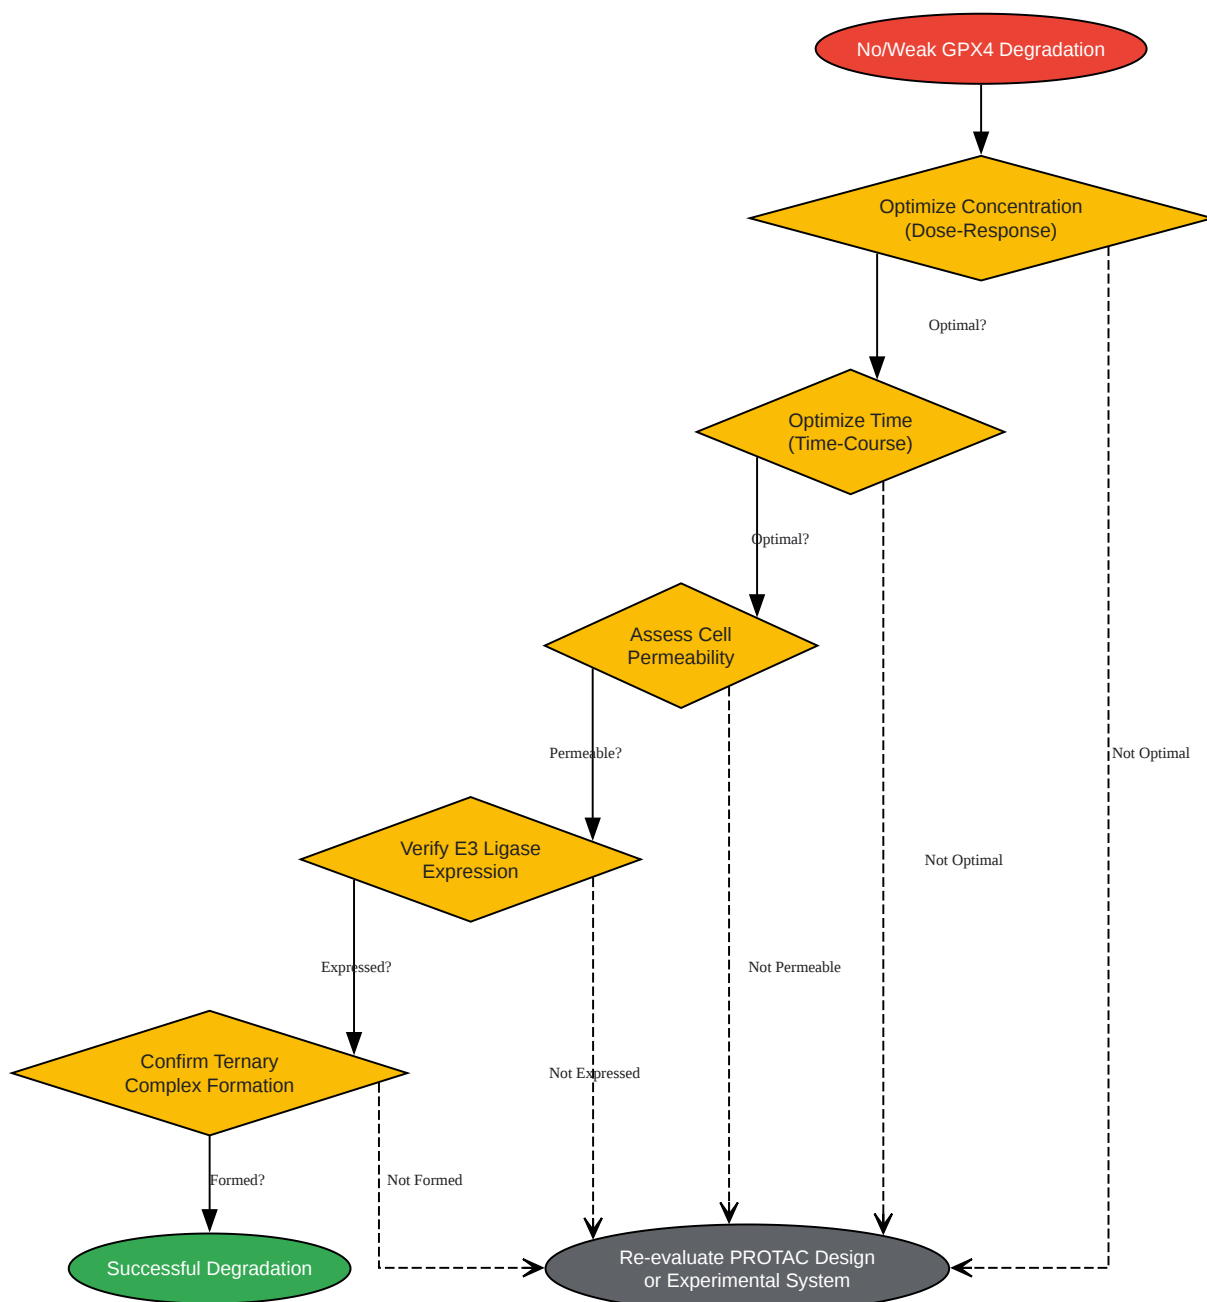 No/Weak GPX4 Degradation
Optimize Concentration
(Dose-Response)
Optimal?
Optimize Time
(Time-Course)
Optimal?
Assess Cell
Permeability
Permeable?
Not Optimal
Verify E3 Ligase
Expression
Not Optimal
Expressed?
Not Permeable
Confirm Ternary
Complex Formation
Not Expressed
Formed?
Not Formed
Successful Degradation
Re-evaluate PROTAC Design
or Experimental System